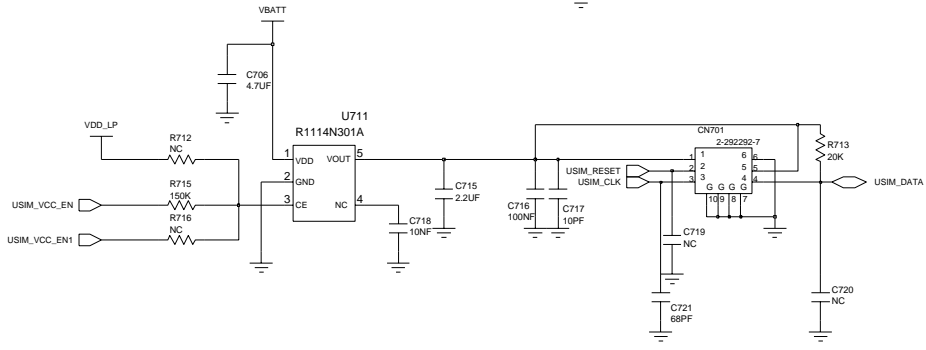 VBATT
C706
4.7UF
U711
R1114N301A
VDD_LP
R712
NC
1 VDD VOUT 5
2 GND
3 CE NC 4
R715
150K
USIM_VCC_EN
R716
NC
USIM_VCC_EN1
C718
10NF
C715
2.2UF
C716
100NF
C717
10PF
CN701
2-292292-7
1 1 6 6
2 2 5 5
3 3 4 4
G G G G
10 9 8 7
USIM_RESET
USIM_CLK
R713
20K
USIM_DATA
C719
NC
C721
68PF
C720
NC